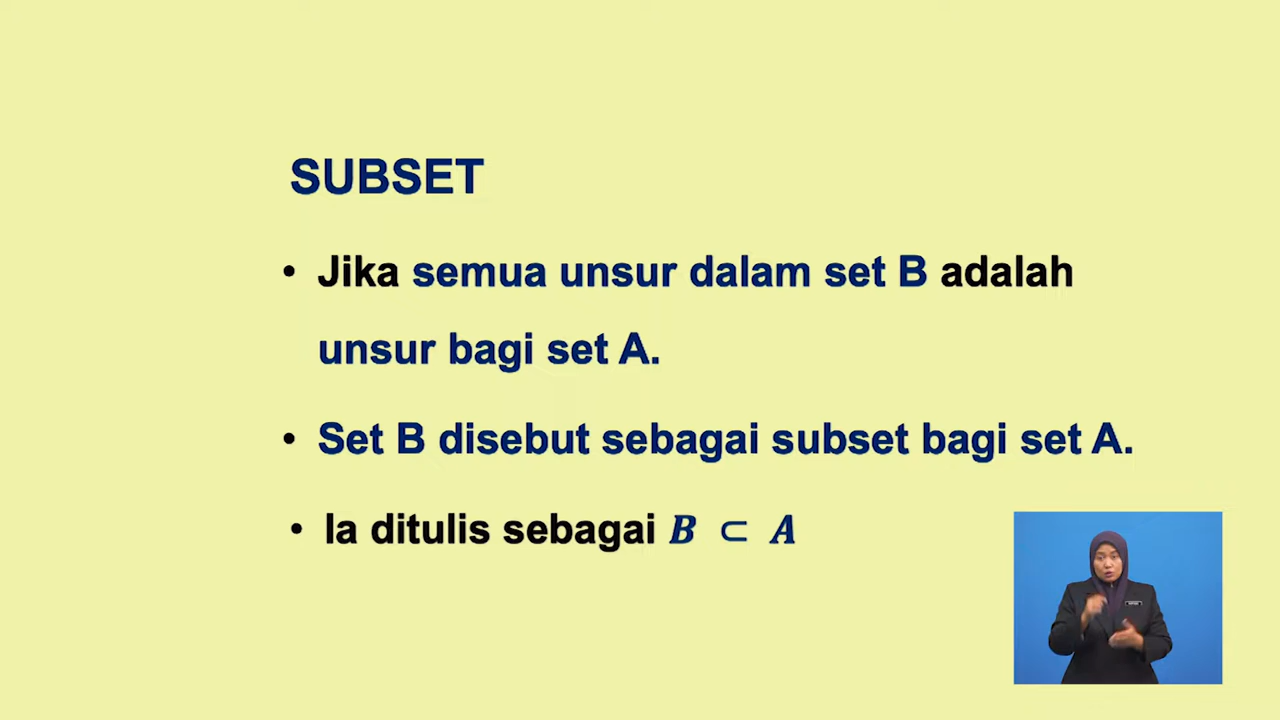 SUBSET
• Jika semua unsur dalam set B adalah
unsur bagi set A.
• Set B disebut sebagai subset bagi set A.
• Ia ditulis sebagai B ⊂ A